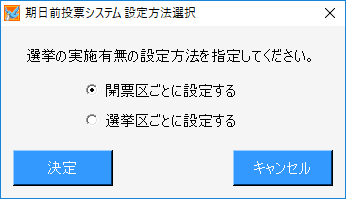 期日前投票システム 設定方法選択
選挙の実施有無の設定方法を指定してください。
開票区ごとに設定する
選挙区ごとに設定する
決定
キャンセル